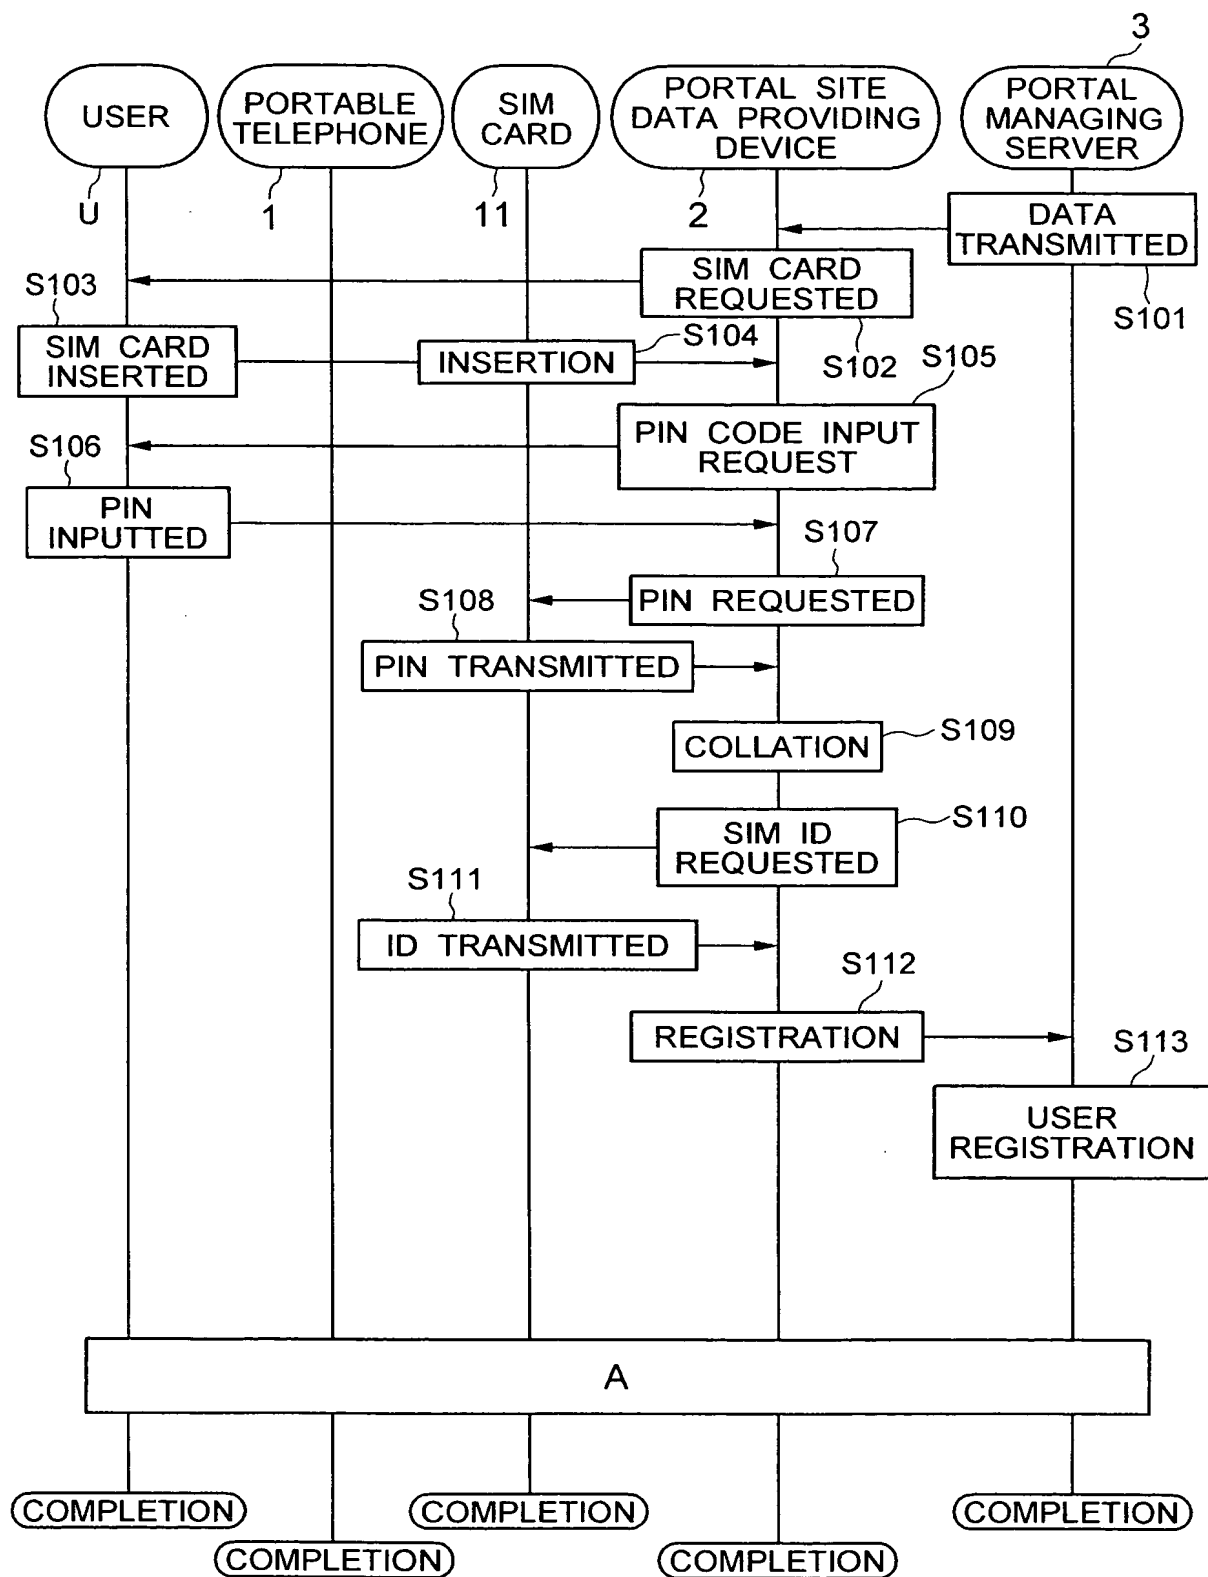 3
USER
PORTABLE
TELEPHONE
SIM
CARD
PORTAL SITE
DATA PROVIDING
DEVICE
PORTAL
MANAGING
SERVER
U
1
11
2
DATA
TRANSMITTED
S101
SIM CARD
REQUESTED
S102
S103
SIM CARD
INSERTED
INSERTION
S104
S105
PIN CODE INPUT
REQUEST
S106
PIN
INPUTTED
S107
PIN REQUESTED
S108
PIN TRANSMITTED
COLLATION
S109
SIM ID
REQUESTED
S110
S111
ID TRANSMITTED
S112
REGISTRATION
S113
USER
REGISTRATION
A
COMPLETION
COMPLETION
COMPLETION
COMPLETION
COMPLETION